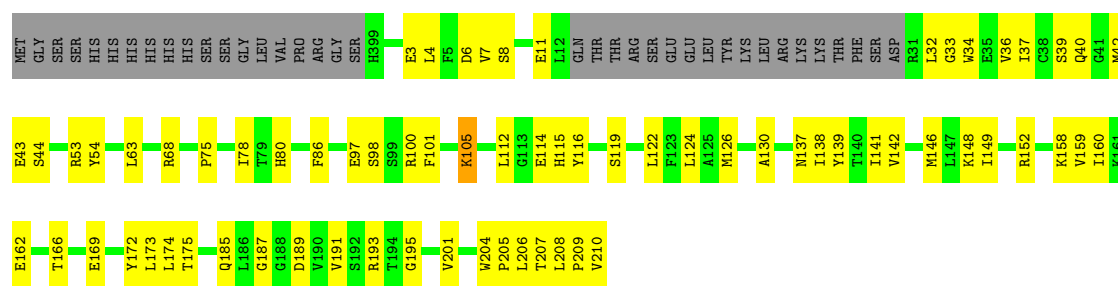 MET GLY SER SER HIS HIS HIS HIS HIS HIS SER SER GLY LEU VAL PRO ARG GLY SER H399 E3 L4 F5 D6 V7 S8 E11 L12 GLN THR THR ARG SER GLU GLU LEU TYR LYS LEU ARG LYS LYS THR PHE SER ASP R31 L32 G33 W34 E35 V36 I37 C38 S39 Q40 G41 M42
E43 S44 R53 Y54 L63 R68 P75 I78 T79 H80 F86 E97 S98 S99 R100 F101 K105 L112 G113 E114 H115 Y116 S119 L122 F123 L124 A125 M126 A130 N137 I138 Y139 T140 I141 V142 M146 L147 K148 I149 R152 K158 V159 I160 K161
E162 T166 E169 Y172 L173 L174 T175 Q185 L186 G187 G188 D189 V190 V191 S192 R193 T194 G195 V201 W204 P205 L206 T207 L208 P209 V210